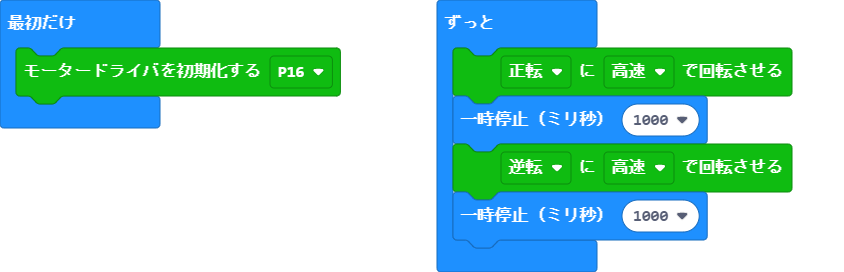 最初だけ
モータードライバを初期化する P16
ずっと
正転 に 高速 で回転させる
一時停止（ミリ秒） 1000
逆転 に 高速 で回転させる
一時停止（ミリ秒） 1000